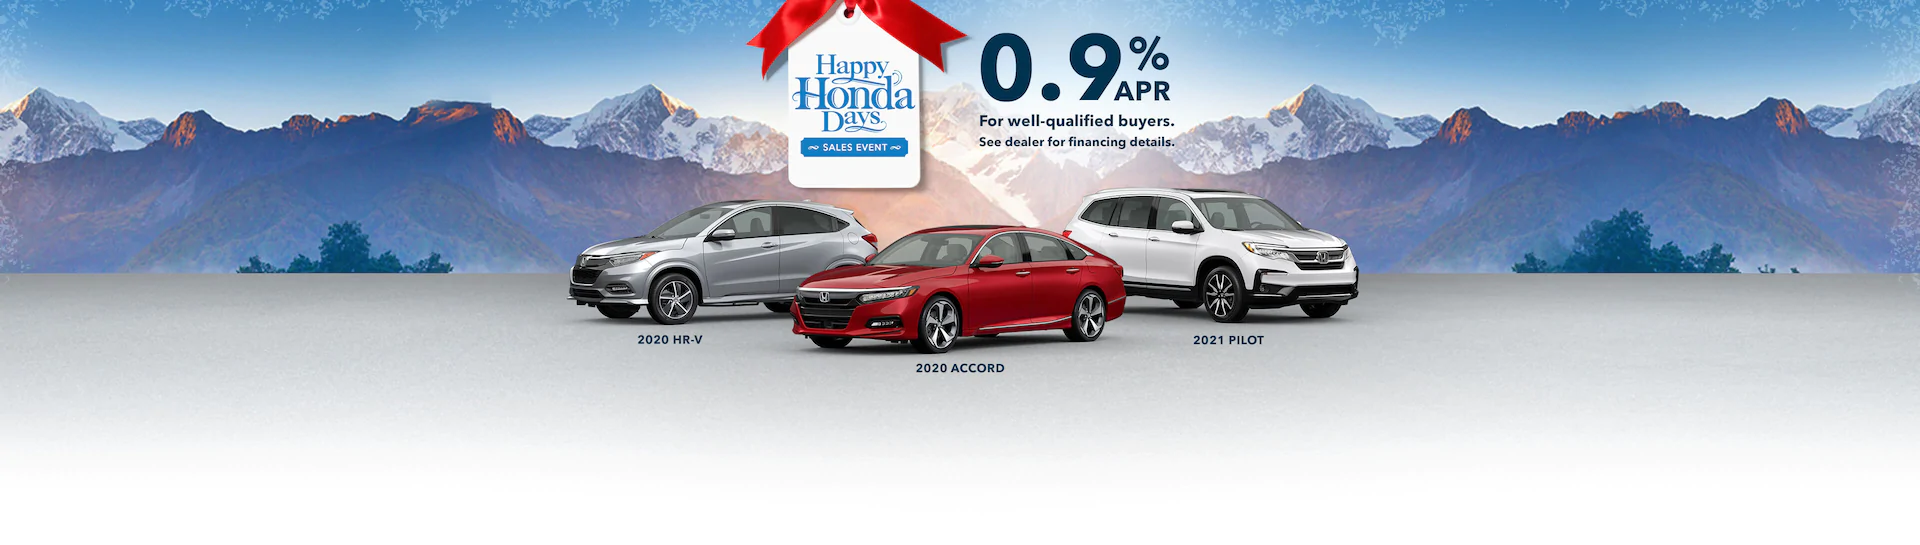 Happy
Honda
Days
SALES EVENT
0.9%
APR
For well-qualified buyers.
See dealer for financing details.
2020 HR-V
2020 ACCORD
2021 PILOT